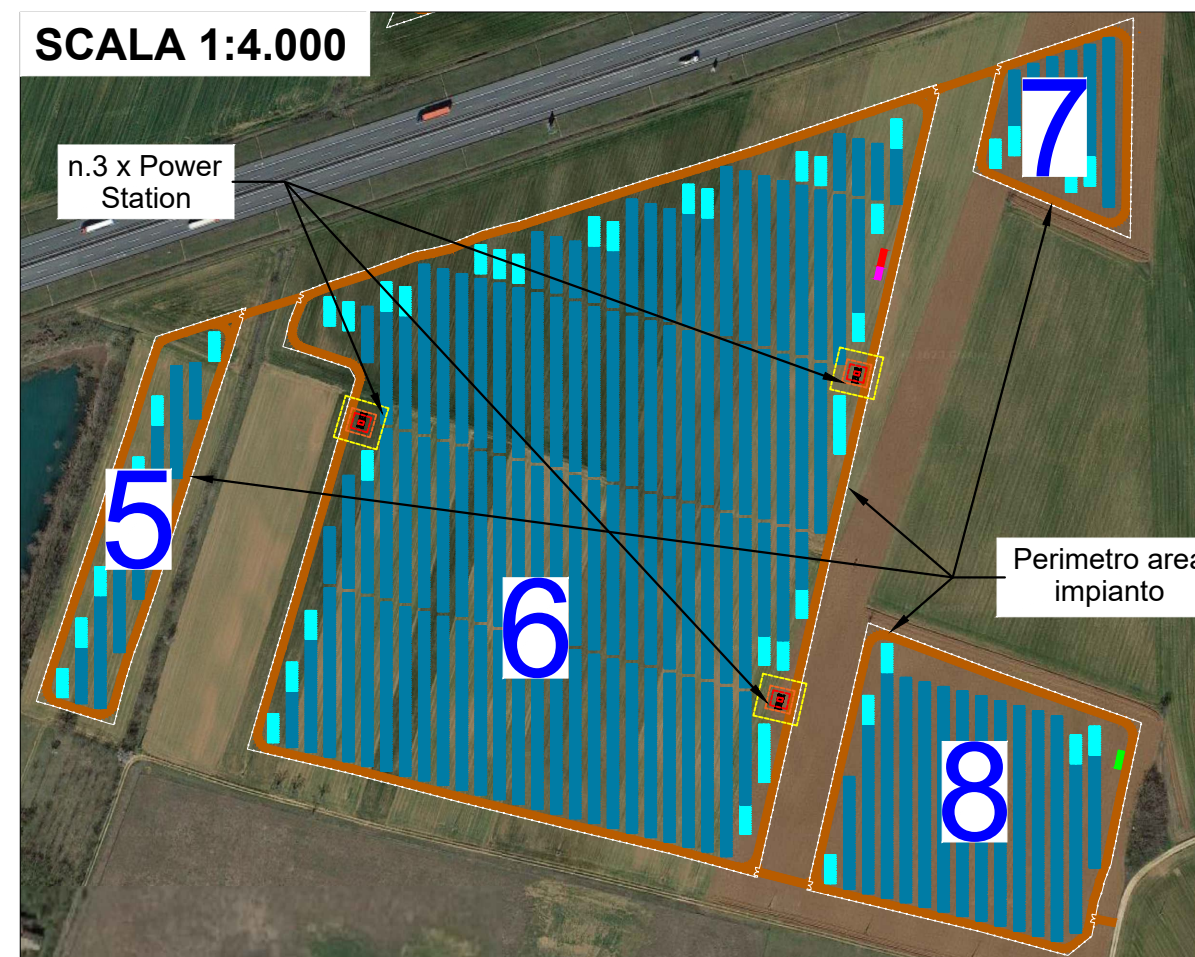 SCALA 1:4.000
n.3 x Power
Station
7
5
Perimetro area
impianto
6
8